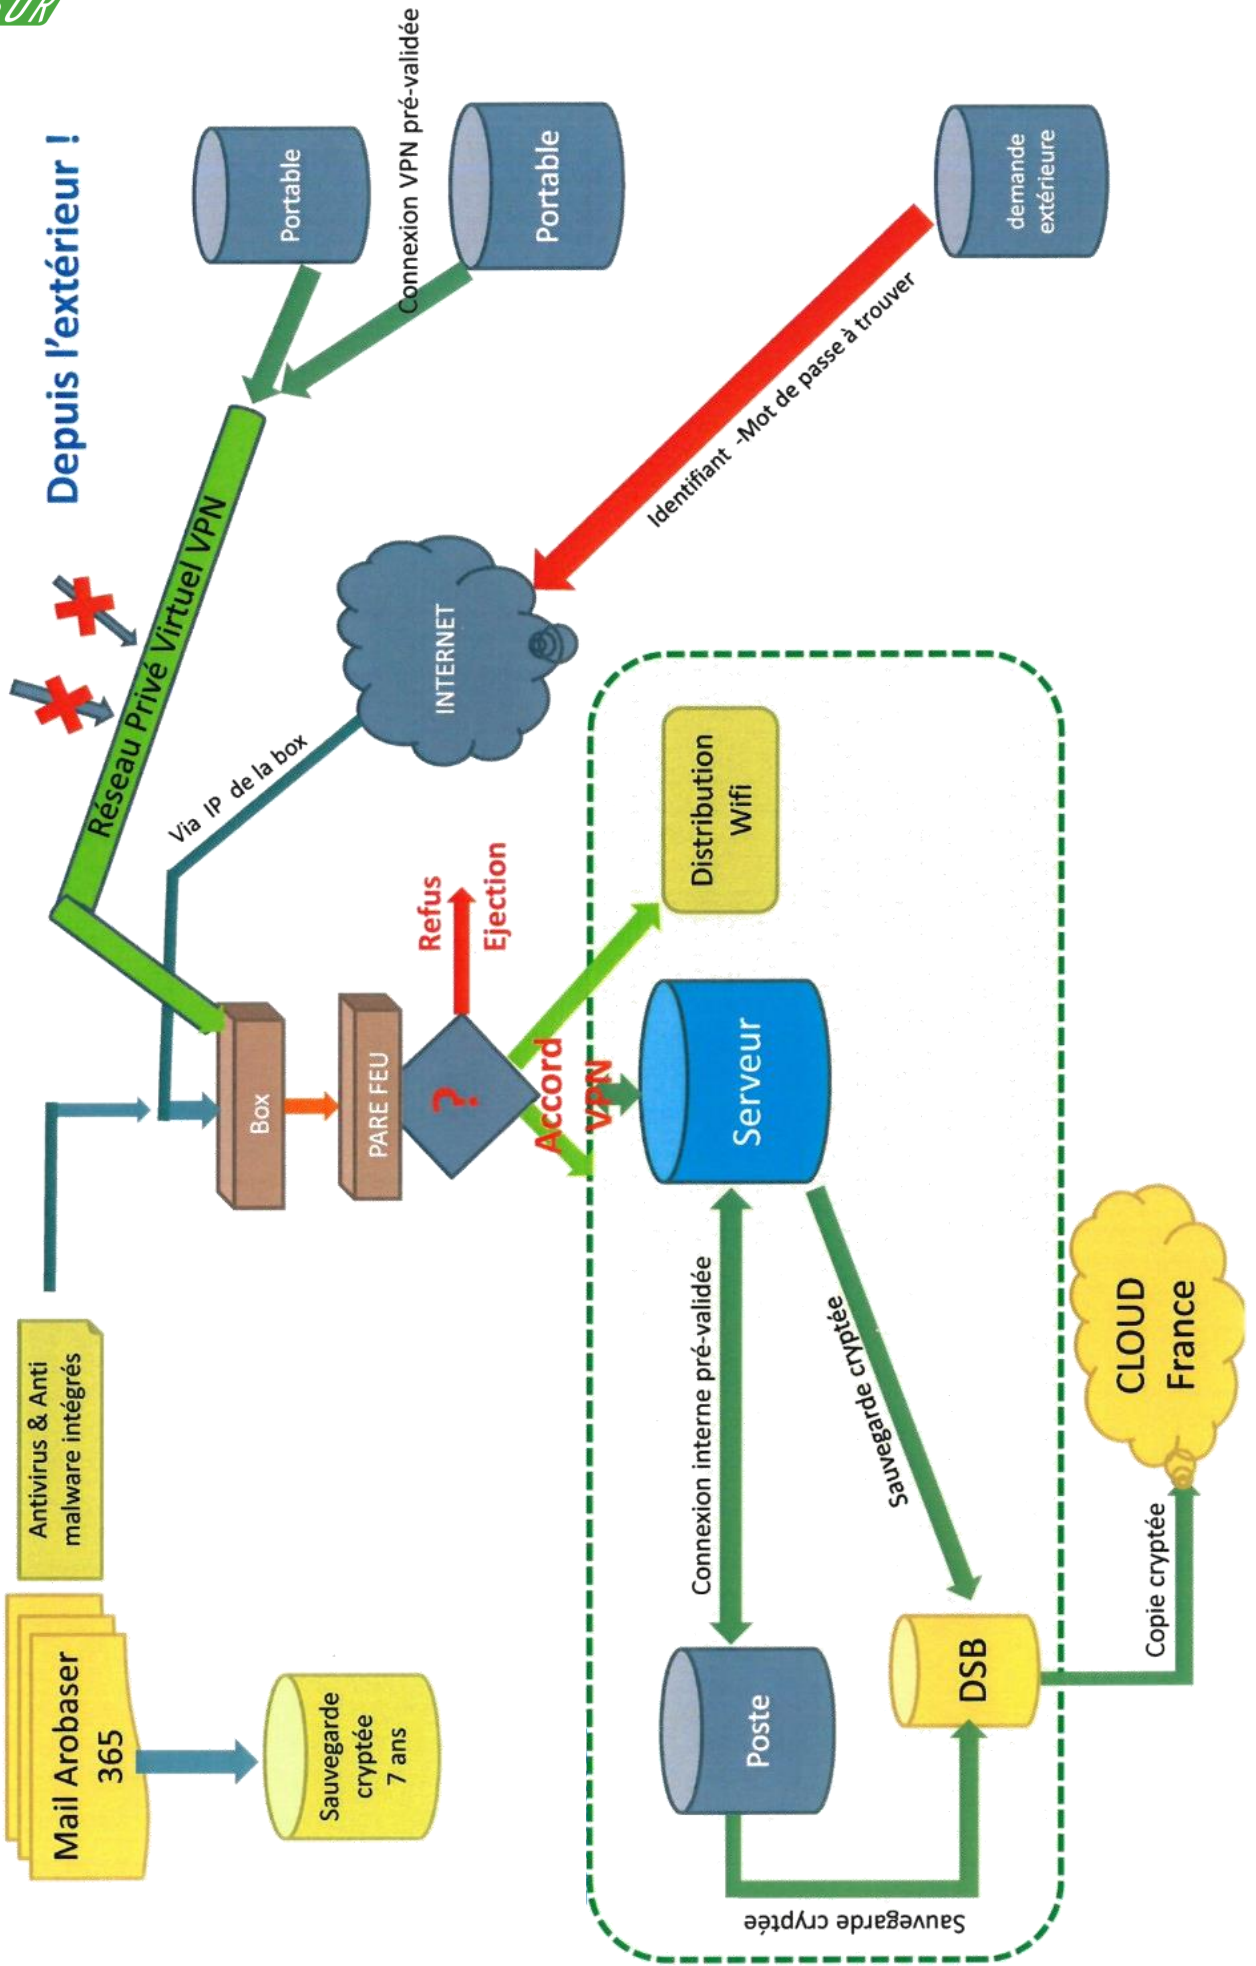 Depuis l'extérieur !
Mail Arobaser
365
Antivirus & Anti
malware intégrés
Sauvegarde
cryptée
7 ans
Réseau Privé Virtuel VPN
Via IP de la box
Portable
Connexion VPN pré-validée
Portable
Box
PARE FEU
?
Refus
Ejection
INTERNET
Identifiant -Mot de passe à trouver
demande
extérieure
Accord
VPN
Distribution
Wifi
Serveur
Connexion interne pré-validée
Poste
Sauvegarde cryptée
Sauvegarde cryptée
DSB
Copie cryptée
CLOUD
France